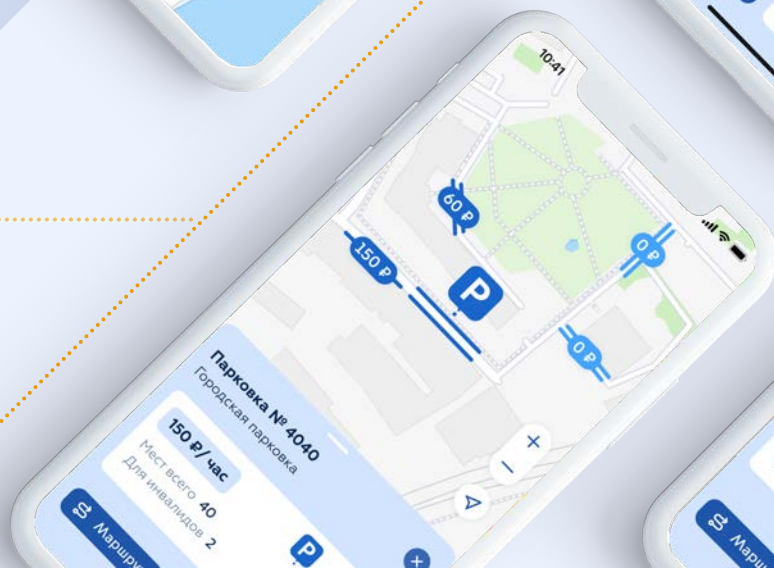 10:41
60 ₽
0 ₽
150 ₽
P
0 ₽
Парковка № 4040
Городская парковка
150 ₽/ час
Мест всего 40
Для инвалидов 2
P